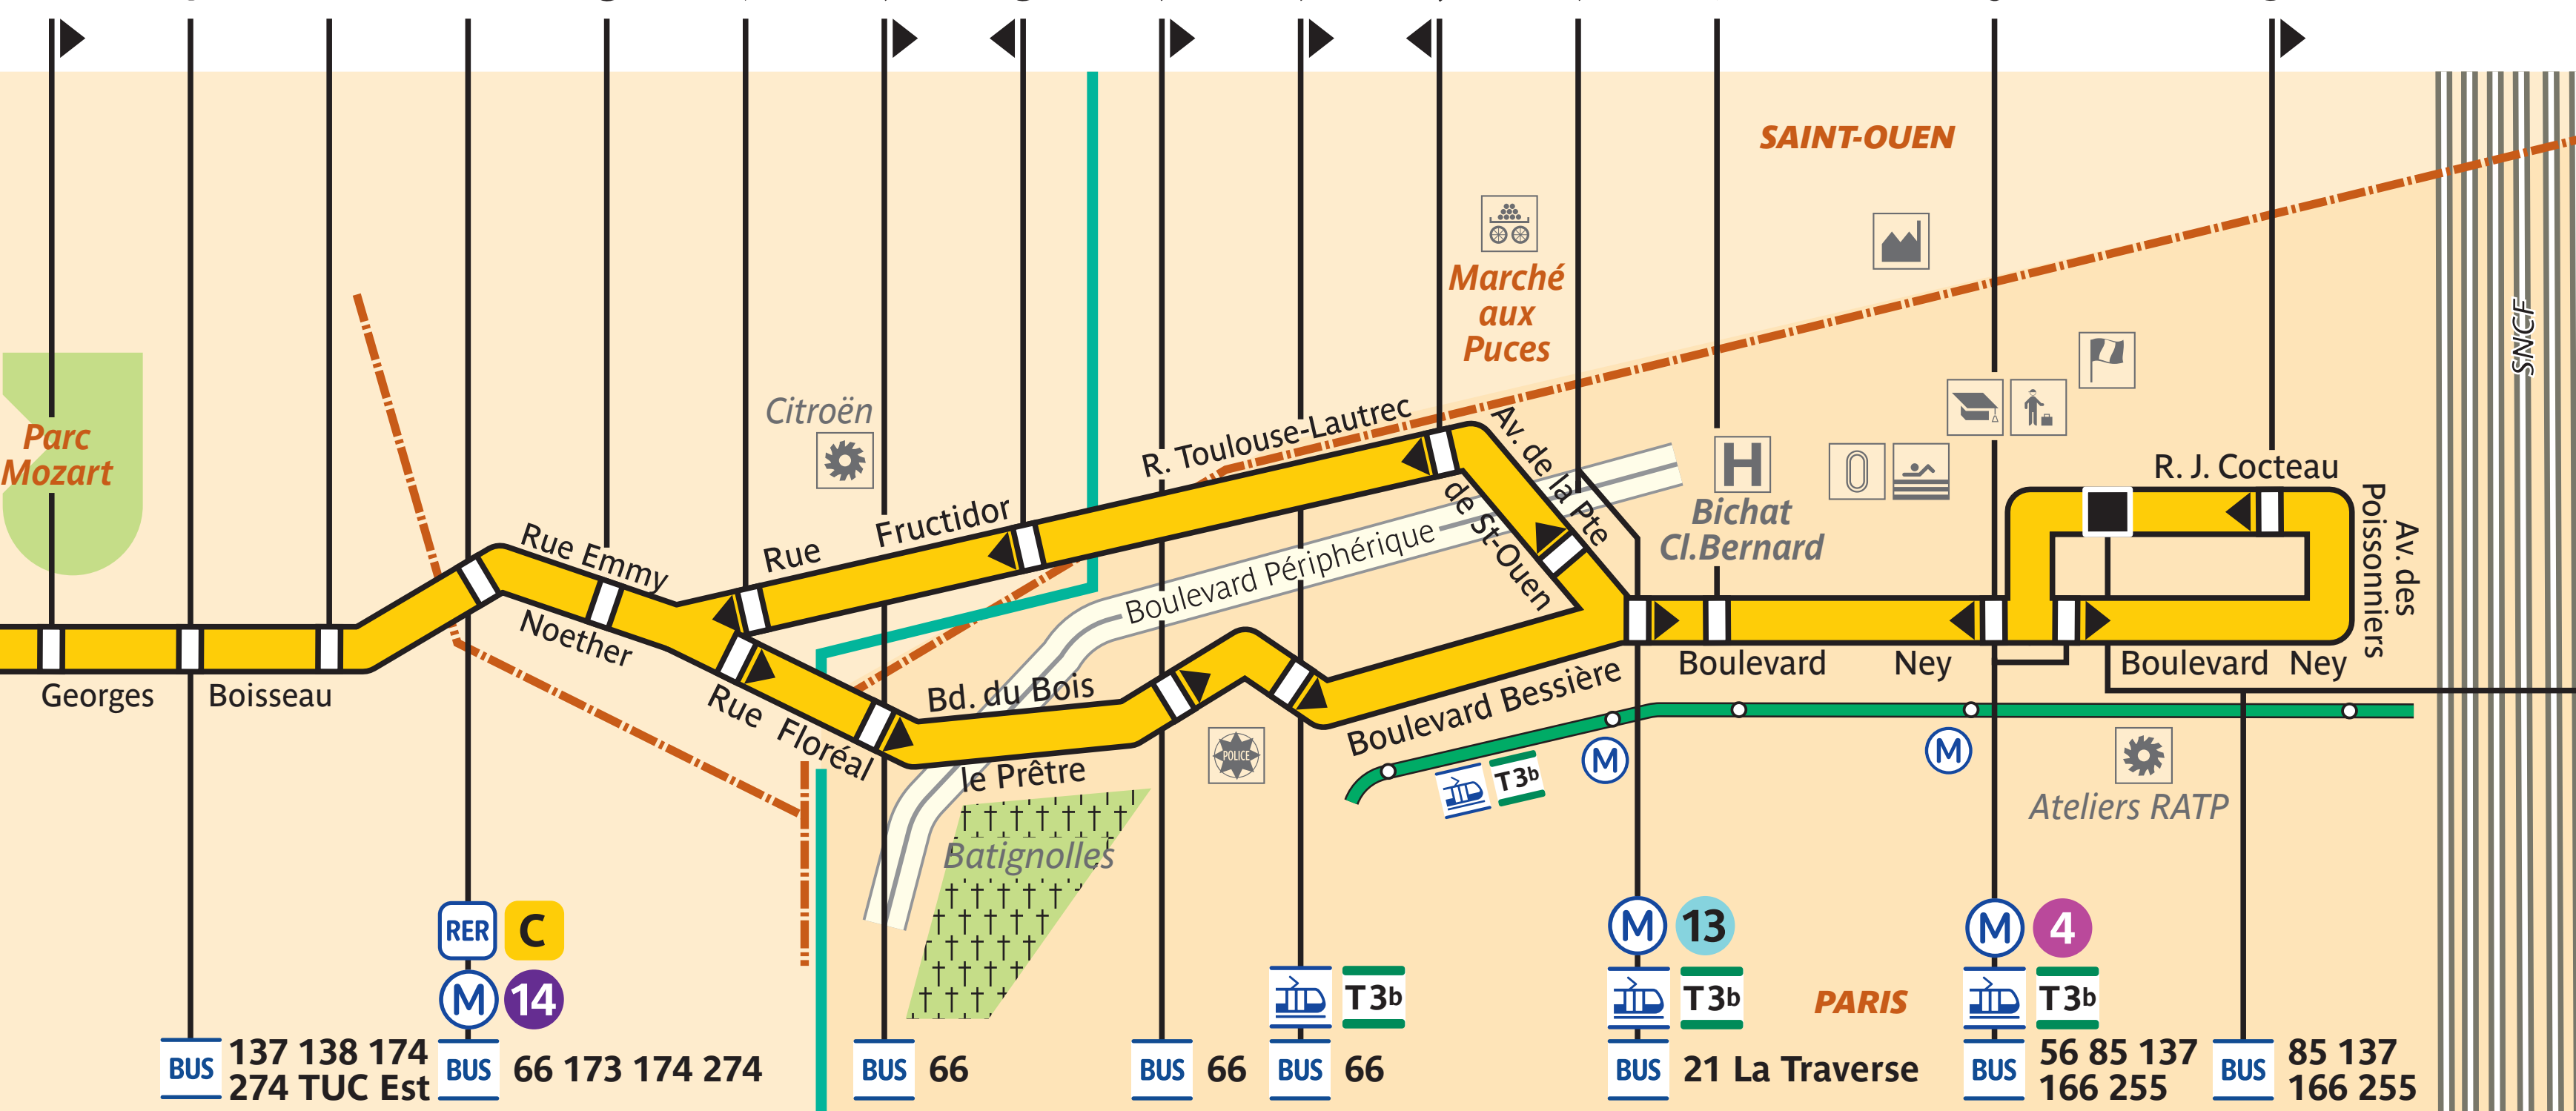 SAINT-OUEN
Marché
aux
Puces
SNCF
Parc
Mozart
Citroën
R. Toulouse-Lautrec
Av. de la Pte
de St-Ouen
Bichat
Cl.Bernard
R. J. Cocteau
Av. des
Poissonniers
Rue Emmy
Noether
Rue
Fructidor
Boulevard Périphérique
Georges
Boisseau
Rue
Floréal
Bd. du Bois
le Prêtre
Boulevard Bessière
Boulevard
Ney
Boulevard
Ney
POLICE
H
M
M
T3b
Ateliers RATP
Batignolles
RER C
M 14
M 13
M 4
T3b
T3b
PARIS
T3b
BUS 137 138 174
274 TUC Est
BUS 66 173 174 274
BUS 66
BUS 66
BUS 66
BUS 21 La Traverse
BUS 56 85 137
166 255
BUS 85 137
166 255